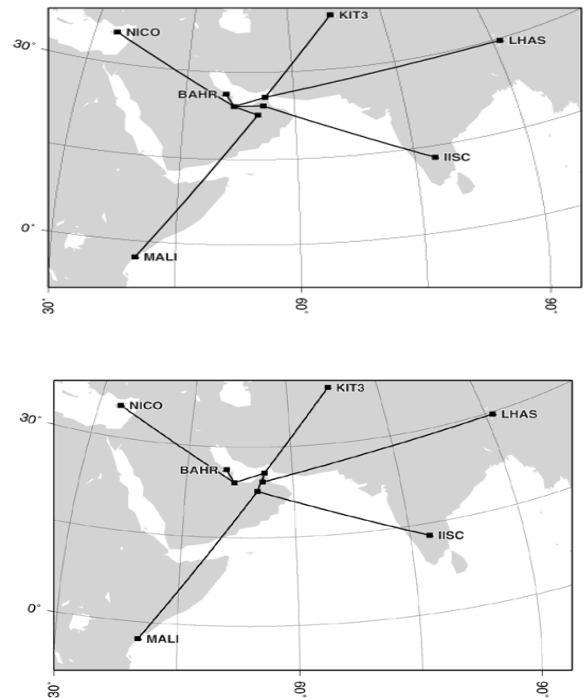 KIT3
NICO
LHAS
30°
BAHR
IISC
0°
MALI
30°
60°
90°
KIT3
NICO
LHAS
30°
BAHR
IISC
0°
MALI
30°
60°
90°